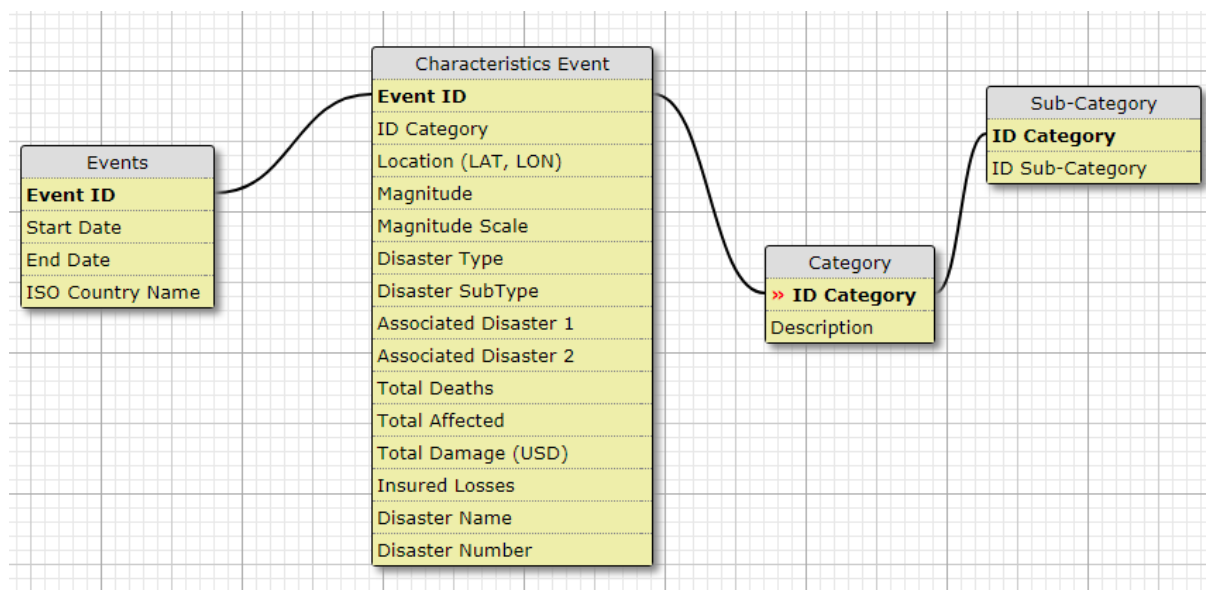 Events
Event ID
Start Date
End Date
ISO Country Name
Characteristics Event
Event ID
ID Category
Location (LAT, LON)
Magnitude
Magnitude Scale
Disaster Type
Disaster SubType
Associated Disaster 1
Associated Disaster 2
Total Deaths
Total Affected
Total Damage (USD)
Insured Losses
Disaster Name
Disaster Number
Category
» ID Category
Description
Sub-Category
ID Category
ID Sub-Category